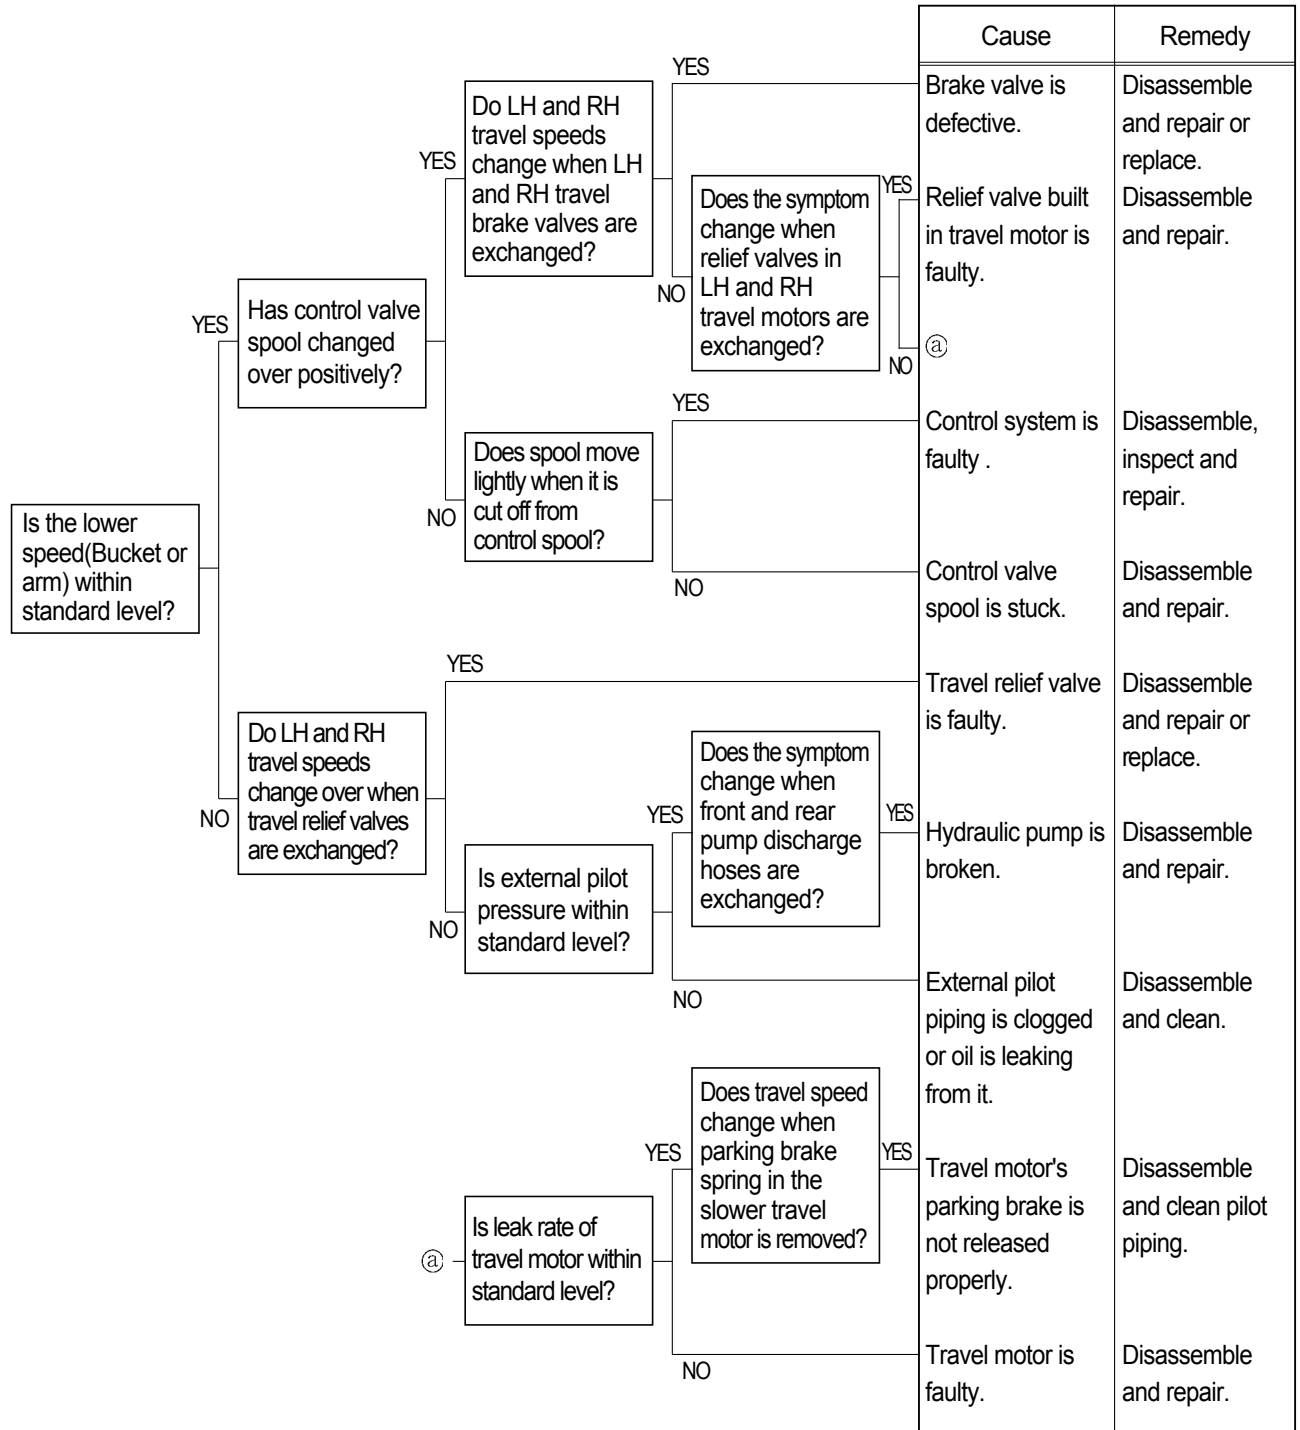 Cause
Remedy
YES
Brake valve is
defective.
Disassemble
and repair or
replace.
Do LH and RH
travel speeds
change when LH
and RH travel
brake valves are
exchanged?
YES
NO
Does the symptom
change when
relief valves in
LH and RH
travel motors are
exchanged?
YES
Relief valve built
in travel motor is
faulty.
Disassemble
and repair.
NO
ⓐ
YES
Has control valve
spool changed
over positively?
YES
Control system is
faulty .
Disassemble,
inspect and
repair.
NO
Does spool move
lightly when it is
cut off from
control spool?
NO
Control valve
spool is stuck.
Disassemble
and repair.
Is the lower
speed(Bucket or
arm) within
standard level?
YES
Travel relief valve
is faulty.
Disassemble
and repair or
replace.
NO
Do LH and RH
travel speeds
change over when
travel relief valves
are exchanged?
YES
Does the symptom
change when
front and rear
pump discharge
hoses are
exchanged?
YES
Hydraulic pump is
broken.
Disassemble
and repair.
NO
Is external pilot
pressure within
standard level?
NO
External pilot
piping is clogged
or oil is leaking
from it.
Disassemble
and clean.
ⓐ
Is leak rate of
travel motor within
standard level?
YES
Does travel speed
change when
parking brake
spring in the
slower travel
motor is removed?
YES
Travel motor's
parking brake is
not released
properly.
Disassemble
and clean pilot
piping.
NO
Travel motor is
faulty.
Disassemble
and repair.